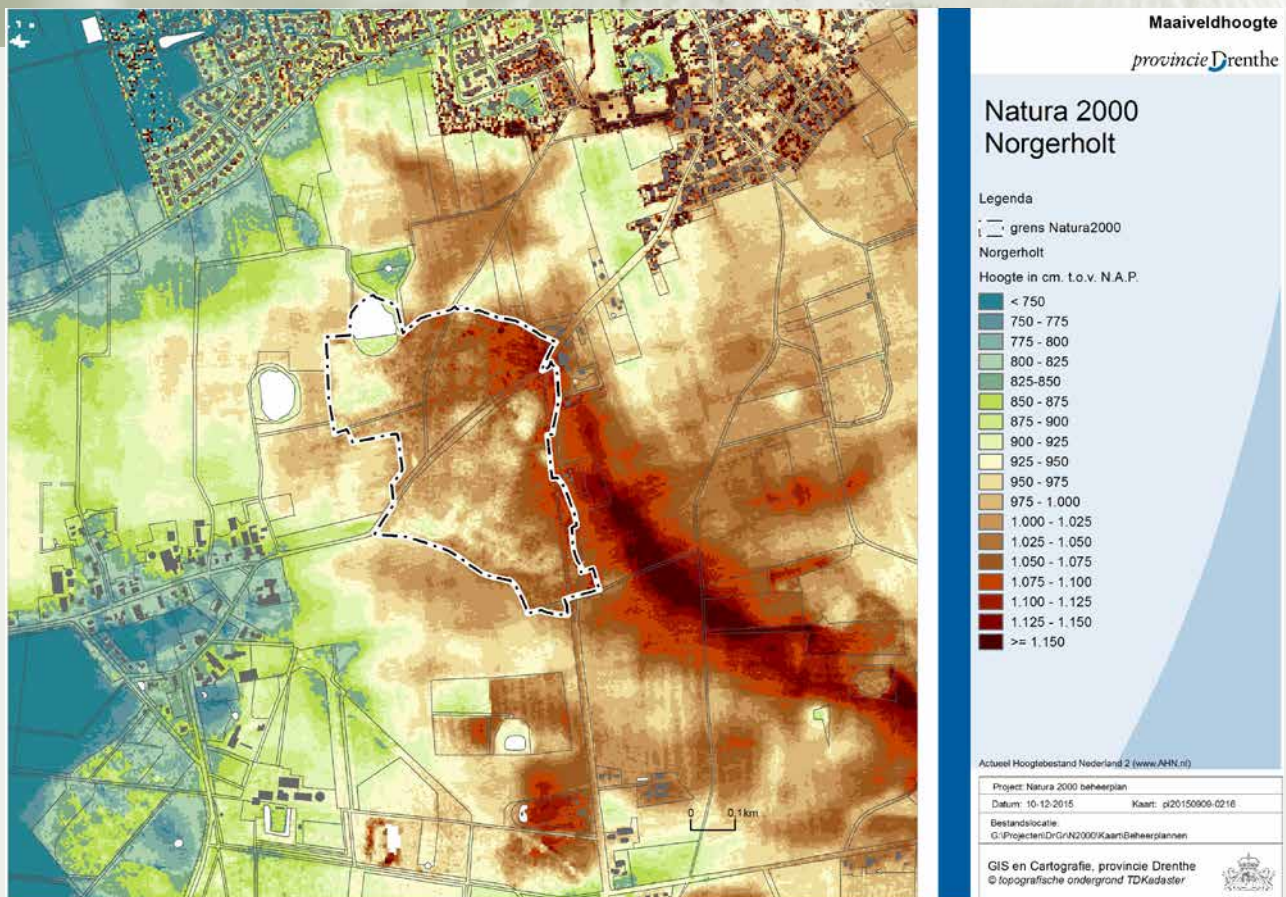 Maaiveldhoogte
provincie Drenthe
Natura 2000
Norgerholt
Legenda
grens Natura2000
Norgerholt
Hoogte in cm. t.o.v. N.A.P.
< 750
750 - 775
775 - 800
800 - 825
825-850
850 - 875
875 - 900
900 - 925
925 - 950
950 - 975
975 - 1.000
1.000 - 1.025
1.025 - 1.050
1.050 - 1.075
1.075 - 1.100
1.100 - 1.125
1.125 - 1.150
>= 1.150
0 0,1km
Actueel Hoogtebestand Nederland 2 (www.AHN.nl)
Project: Natura 2000 beheerplan
Datum: 10-12-2015 Kaart: pl20150909-0216
Bestandslocatie:
G:\Projecten\DrGr\N2000\Kaart\Beheerplannen
GIS en Cartografie, provincie Drenthe
© topografische ondergrond TDKadaster